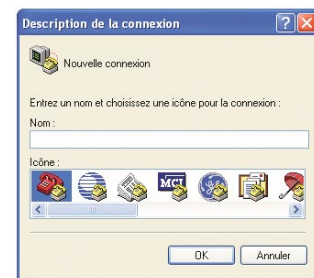 Description de la connexion
Nouvelle connexion
Entrez un nom et choisissez une icône pour la connexion :
Nom :
Icône :
MCI
OK Annuler